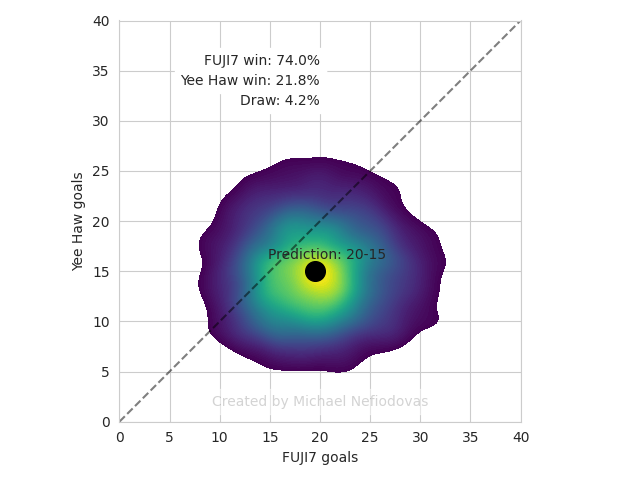 40
35
30
25
20
15
10
5
0
Yee Haw goals
FUJI7 win: 74.0%
Yee Haw win: 21.8%
Draw: 4.2%
Prediction: 20-15
Created by Michael Nefiodovas
0 5 10 15 20 25 30 35 40
FUJI7 goals